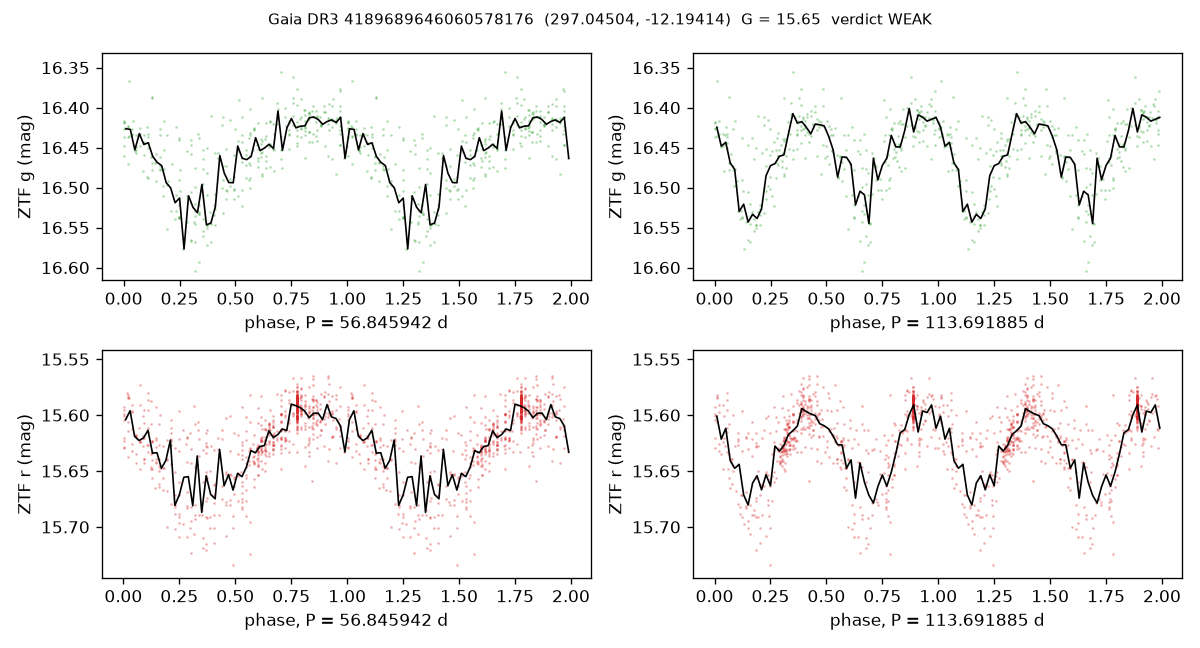 Gaia DR3 4189689646060578176 (297.04504, -12.19414) G = 15.65 verdict WEAK
ZTF g (mag)
16.35
16.40
16.45
16.50
16.55
16.60
0.00 0.25 0.50 0.75 1.00 1.25 1.50 1.75 2.00
phase, P = 56.845942 d
ZTF g (mag)
16.35
16.40
16.45
16.50
16.55
16.60
0.00 0.25 0.50 0.75 1.00 1.25 1.50 1.75 2.00
phase, P = 113.691885 d
ZTF r (mag)
15.55
15.60
15.65
15.70
0.00 0.25 0.50 0.75 1.00 1.25 1.50 1.75 2.00
phase, P = 56.845942 d
ZTF r (mag)
15.55
15.60
15.65
15.70
0.00 0.25 0.50 0.75 1.00 1.25 1.50 1.75 2.00
phase, P = 113.691885 d